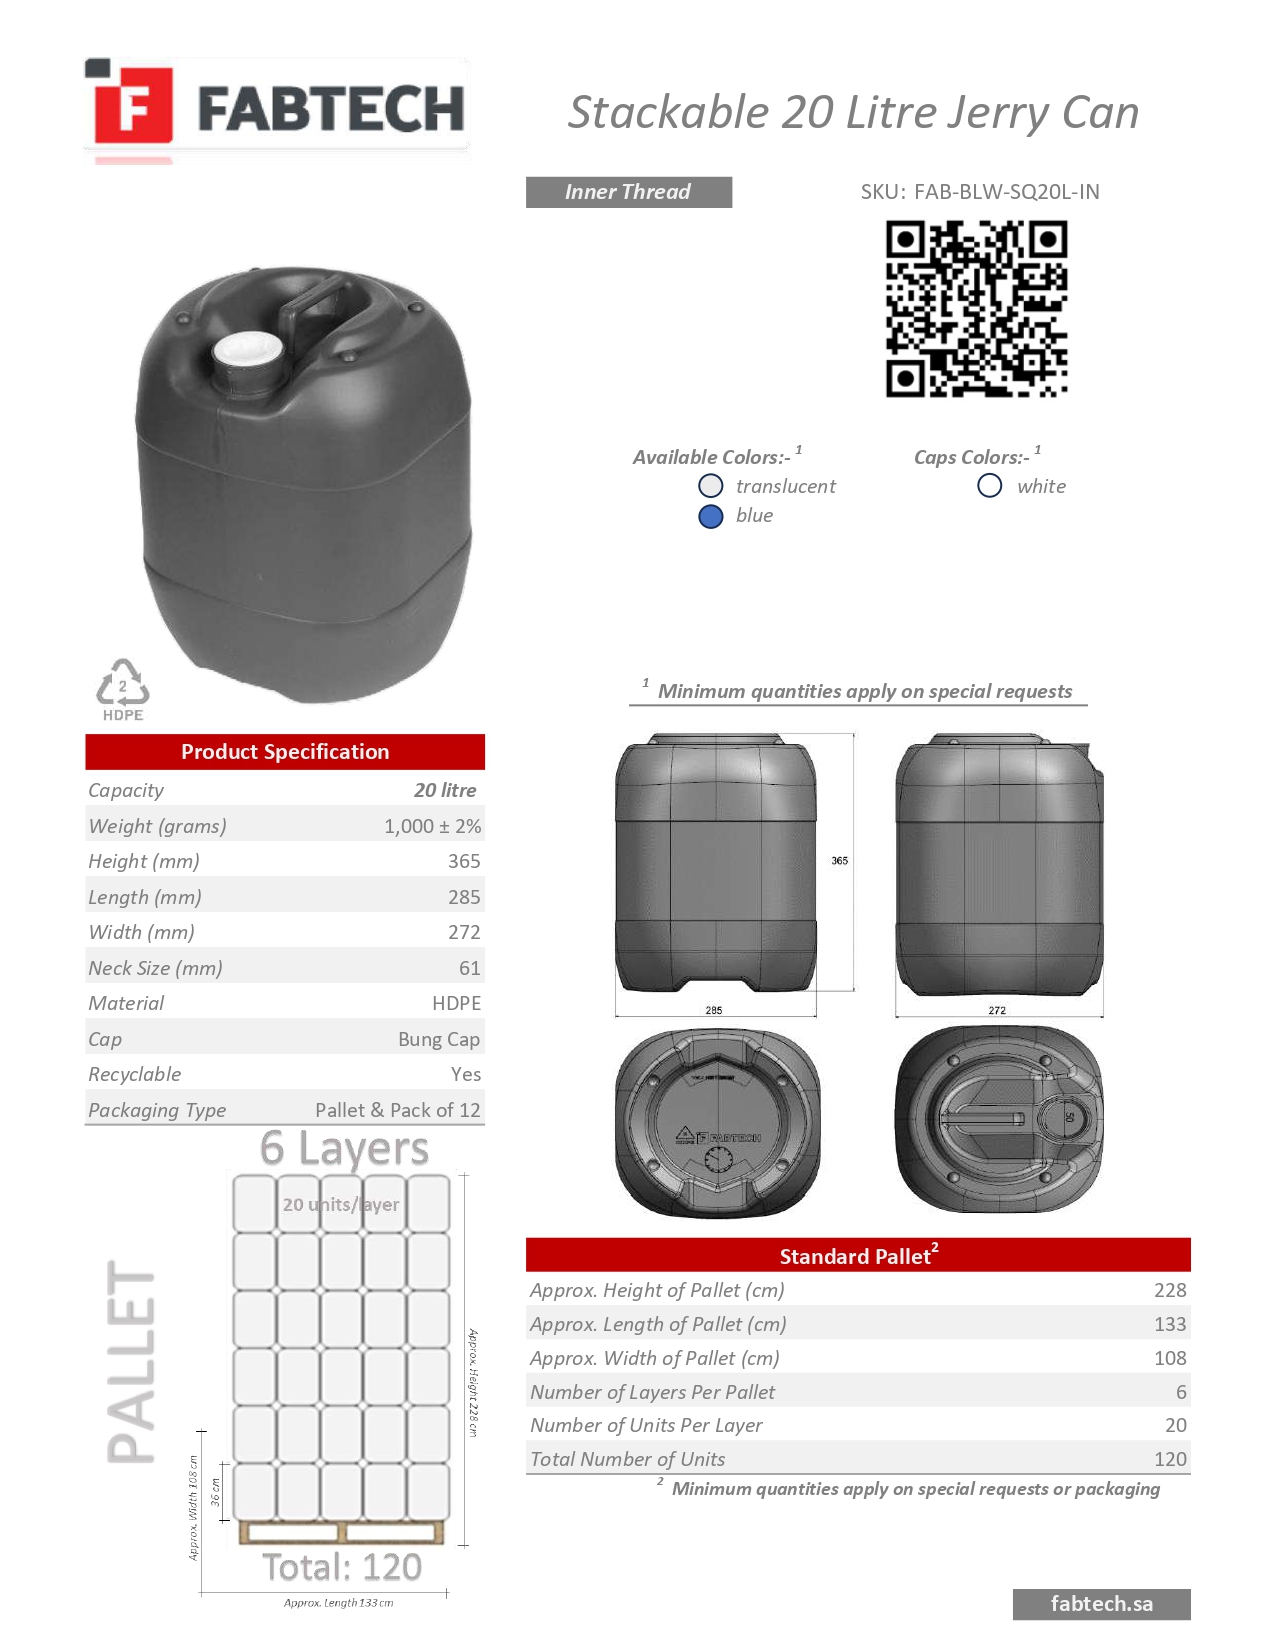 F FABTECH
Stackable 20 Litre Jerry Can
Inner Thread
SKU: FAB-BLW-SQ20L-IN
Available Colors:- 1
translucent
blue
Caps Colors:- 1
white
2
HDPE
1 Minimum quantities apply on special requests
Product Specification
Capacity 20 litre
Weight (grams) 1,000 ± 2%
Height (mm) 365
Length (mm) 285
Width (mm) 272
Neck Size (mm) 61
Material HDPE
Cap Bung Cap
Recyclable Yes
Packaging Type Pallet & Pack of 12
365
285
272
F FABTECH
50
6 Layers
20 units/layer
PALLET
Approx. Height 228 cm
Approx. Width 108 cm
36 cm
Total: 120
Approx. Length 133 cm
Standard Pallet2
Approx. Height of Pallet (cm) 228
Approx. Length of Pallet (cm) 133
Approx. Width of Pallet (cm) 108
Number of Layers Per Pallet 6
Number of Units Per Layer 20
Total Number of Units 120
2 Minimum quantities apply on special requests or packaging
fabtech.sa